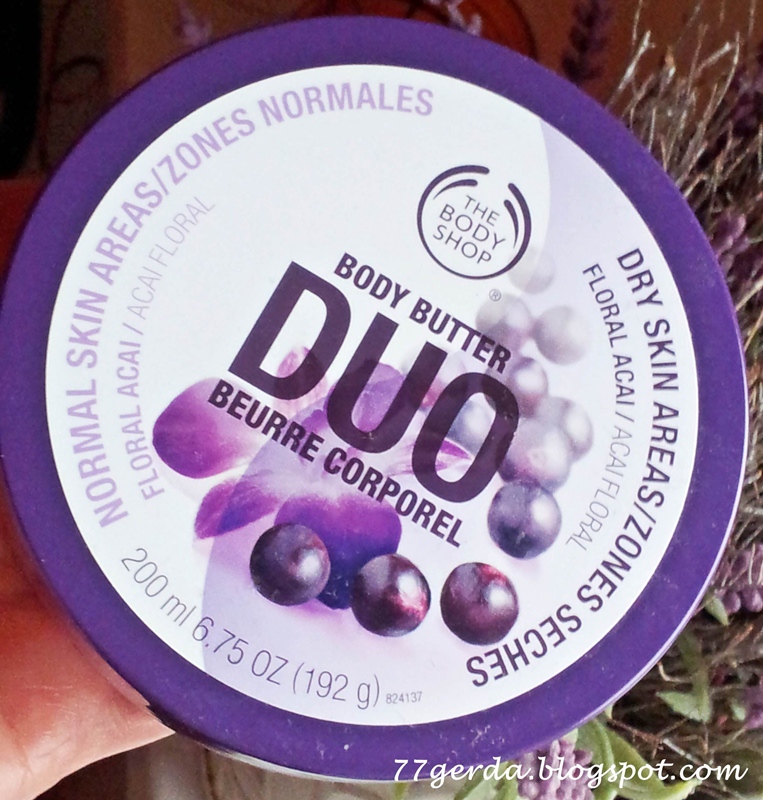 NORMAL SKIN AREAS/ZONES NORMALES
FLORAL ACAI / ACAI FLORAL
THE
BODY
SHOP
®
BODY BUTTER
DUO
BEURRE CORPOREL
DRY SKIN AREAS/ZONES SECHES
FLORAL ACAI / ACAI FLORAL
200 ml 6.75 OZ (192 g) 824137
77gerda.blogspot.com